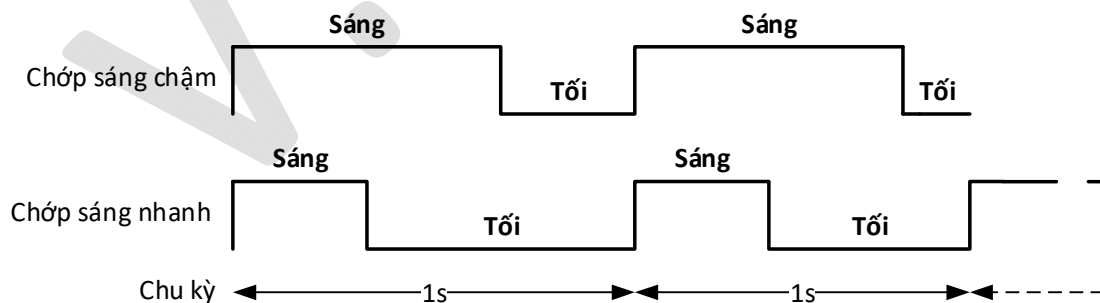 Sáng Sáng
Chớp sáng chậm
Tối Tối
Sáng Sáng
Chớp sáng nhanh
Tối Tối
Chu kỳ 1s 1s